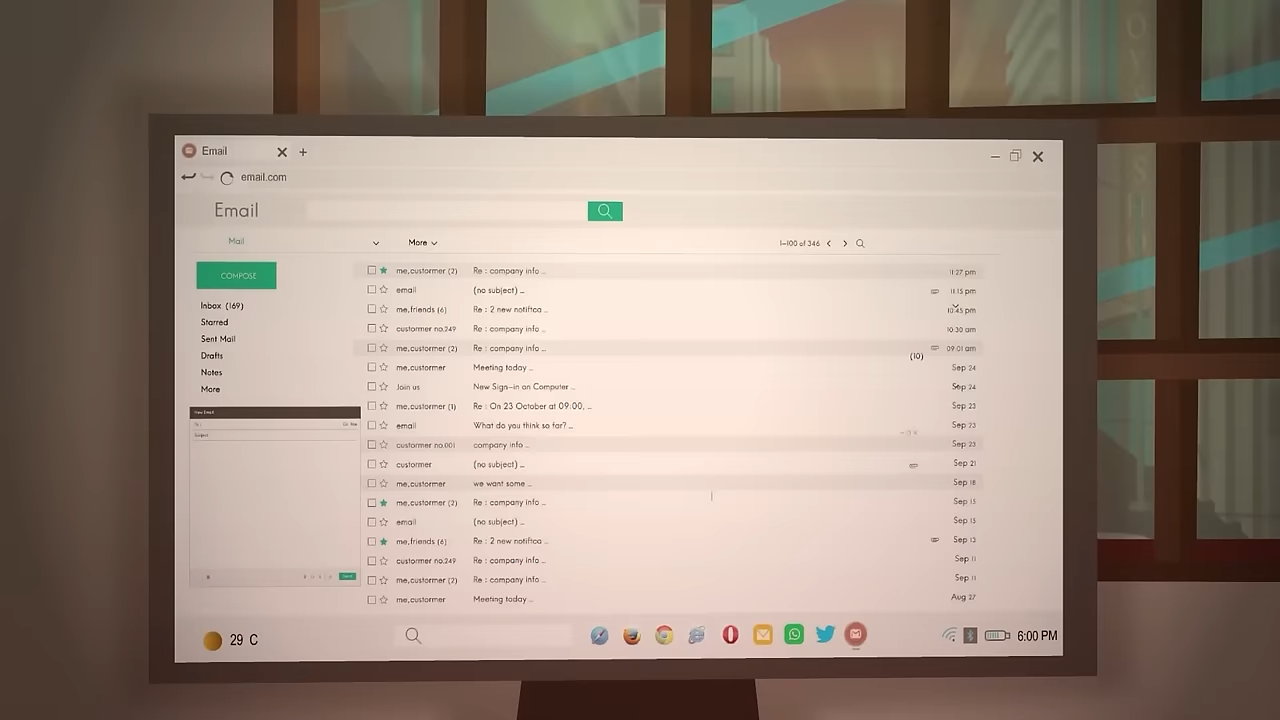 Email
email.com
Email
Mail
More
1-100 of 346
COMPOSE
Inbox (169)
Starred
Sent Mail
Drafts
Notes
More
me,custormer (2) Re : company info ... 11:27 pm
email (no subject) ... 11:15 pm
me,friends (6) Re : 2 new notiftca ... 10:45 pm
custormer no.249 Re : company info ... 10:30 am
me,custormer (2) Re : company info ... 09:01 am
(10)
me,custormer Meeting today ... Sep 24
Join us New Sign-in on Computer ... Sep 24
me,custormer (1) Re : On 23 October at 09:00, ... Sep 23
email What do you think so far? ... Sep 23
custormer no.001 company info ... Sep 23
custormer (no subject) ... Sep 21
me,custormer we want some ... Sep 18
me,custormer (2) Re : company info ... Sep 15
email (no subject) ... Sep 15
me,friends (6) Re : 2 new notiftca ... Sep 13
custormer no.249 Re : company info ... Sep 11
me,custormer (2) Re : company info ... Sep 11
me,custormer Meeting today ... Aug 27
New Email
Subject
29 C
6:00 PM